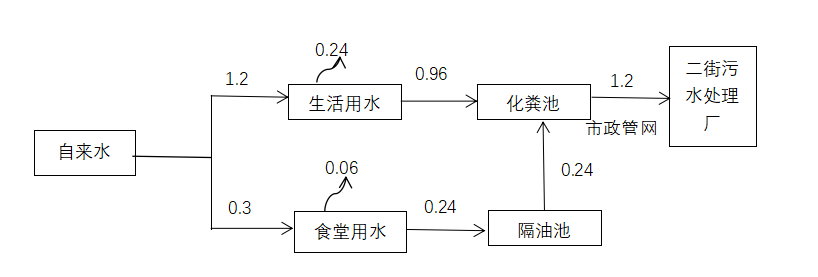 0.24
1.2
生活用水
0.96
化粪池
1.2
市政管网
二街污
水处理
厂
自来水
0.06
0.3
食堂用水
0.24
隔油池
0.24